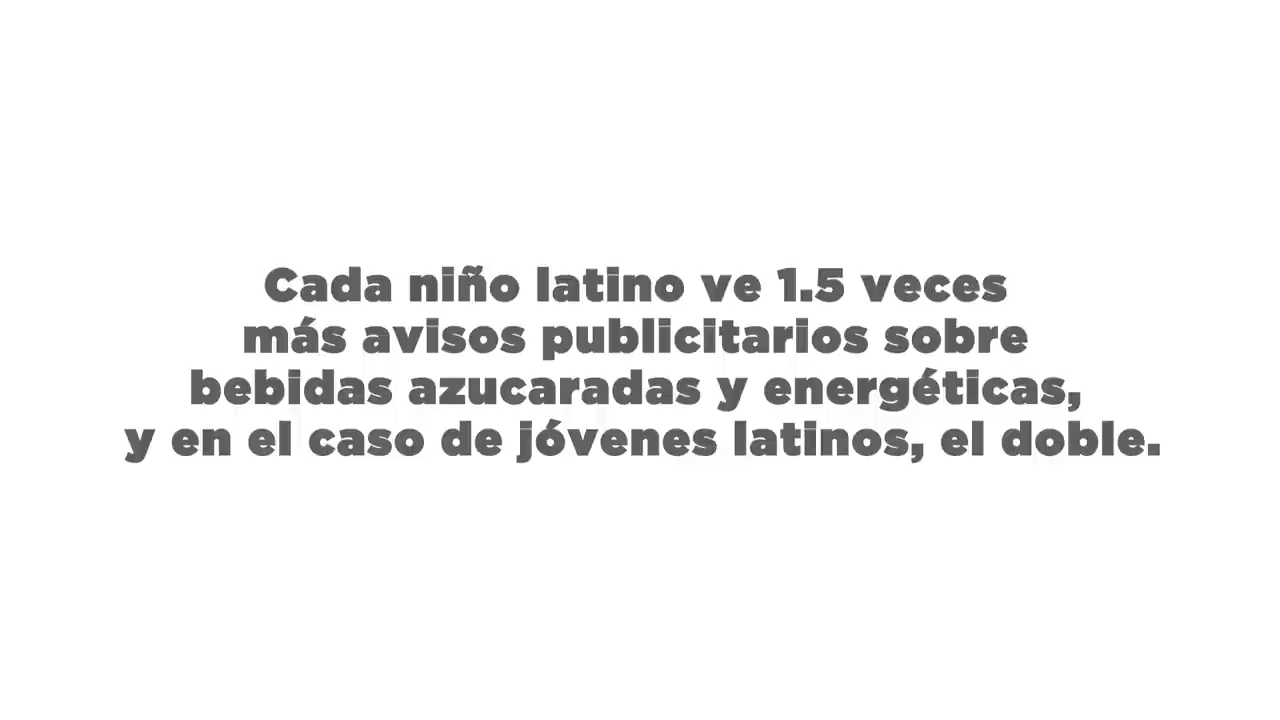 Cada niño latino ve 1.5 veces
más avisos publicitarios sobre
bebidas azucaradas y energéticas,
y en el caso de jóvenes latinos, el doble.